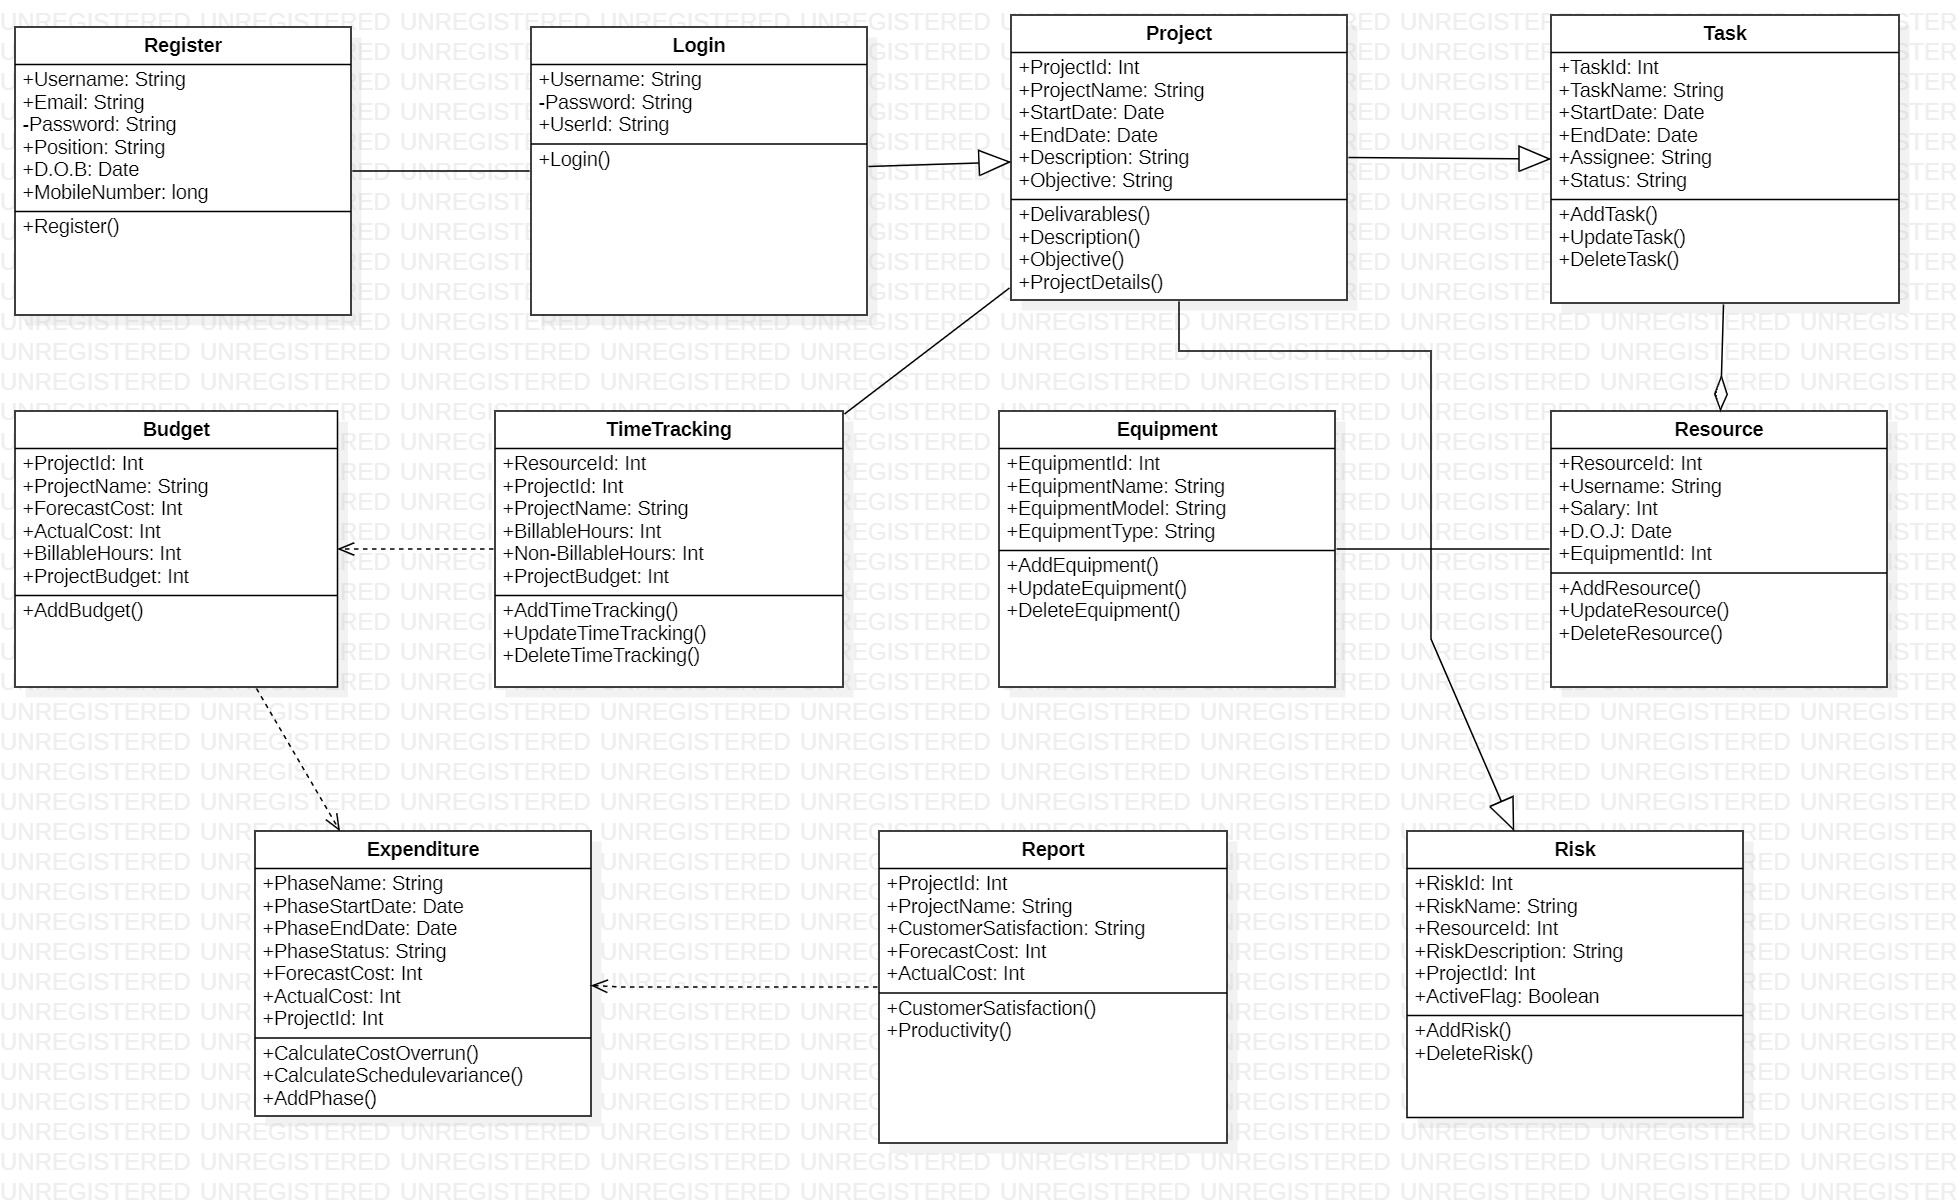 Register
+Username: String
+Email: String
-Password: String
+Position: String
+D.O.B: Date
+MobileNumber: long
+Register()
Login
+Username: String
-Password: String
+UserId: String
+Login()
Project
+ProjectId: Int
+ProjectName: String
+StartDate: Date
+EndDate: Date
+Description: String
+Objective: String
+Delivarables()
+Description()
+Objective()
+ProjectDetails()
Task
+TaskId: Int
+TaskName: String
+StartDate: Date
+EndDate: Date
+Assignee: String
+Status: String
+AddTask()
+UpdateTask()
+DeleteTask()
Budget
+ProjectId: Int
+ProjectName: String
+ForecastCost: Int
+ActualCost: Int
+BillableHours: Int
+ProjectBudget: Int
+AddBudget()
TimeTracking
+ResourceId: Int
+ProjectId: Int
+ProjectName: String
+BillableHours: Int
+Non-BillableHours: Int
+ProjectBudget: Int
+AddTimeTracking()
+UpdateTimeTracking()
+DeleteTimeTracking()
Equipment
+EquipmentId: Int
+EquipmentName: String
+EquipmentModel: String
+EquipmentType: String
+AddEquipment()
+UpdateEquipment()
+DeleteEquipment()
Resource
+ResourceId: Int
+Username: String
+Salary: Int
+D.O.J: Date
+EquipmentId: Int
+AddResource()
+UpdateResource()
+DeleteResource()
Expenditure
+PhaseName: String
+PhaseStartDate: Date
+PhaseEndDate: Date
+PhaseStatus: String
+ForecastCost: Int
+ActualCost: Int
+ProjectId: Int
+CalculateCostOverrun()
+CalculateSchedulevariance()
+AddPhase()
Report
+ProjectId: Int
+ProjectName: String
+CustomerSatisfaction: String
+ForecastCost: Int
+ActualCost: Int
+CustomerSatisfaction()
+Productivity()
Risk
+RiskId: Int
+RiskName: String
+ResourceId: Int
+RiskDescription: String
+ProjectId: Int
+ActiveFlag: Boolean
+AddRisk()
+DeleteRisk()
UNREGISTERED